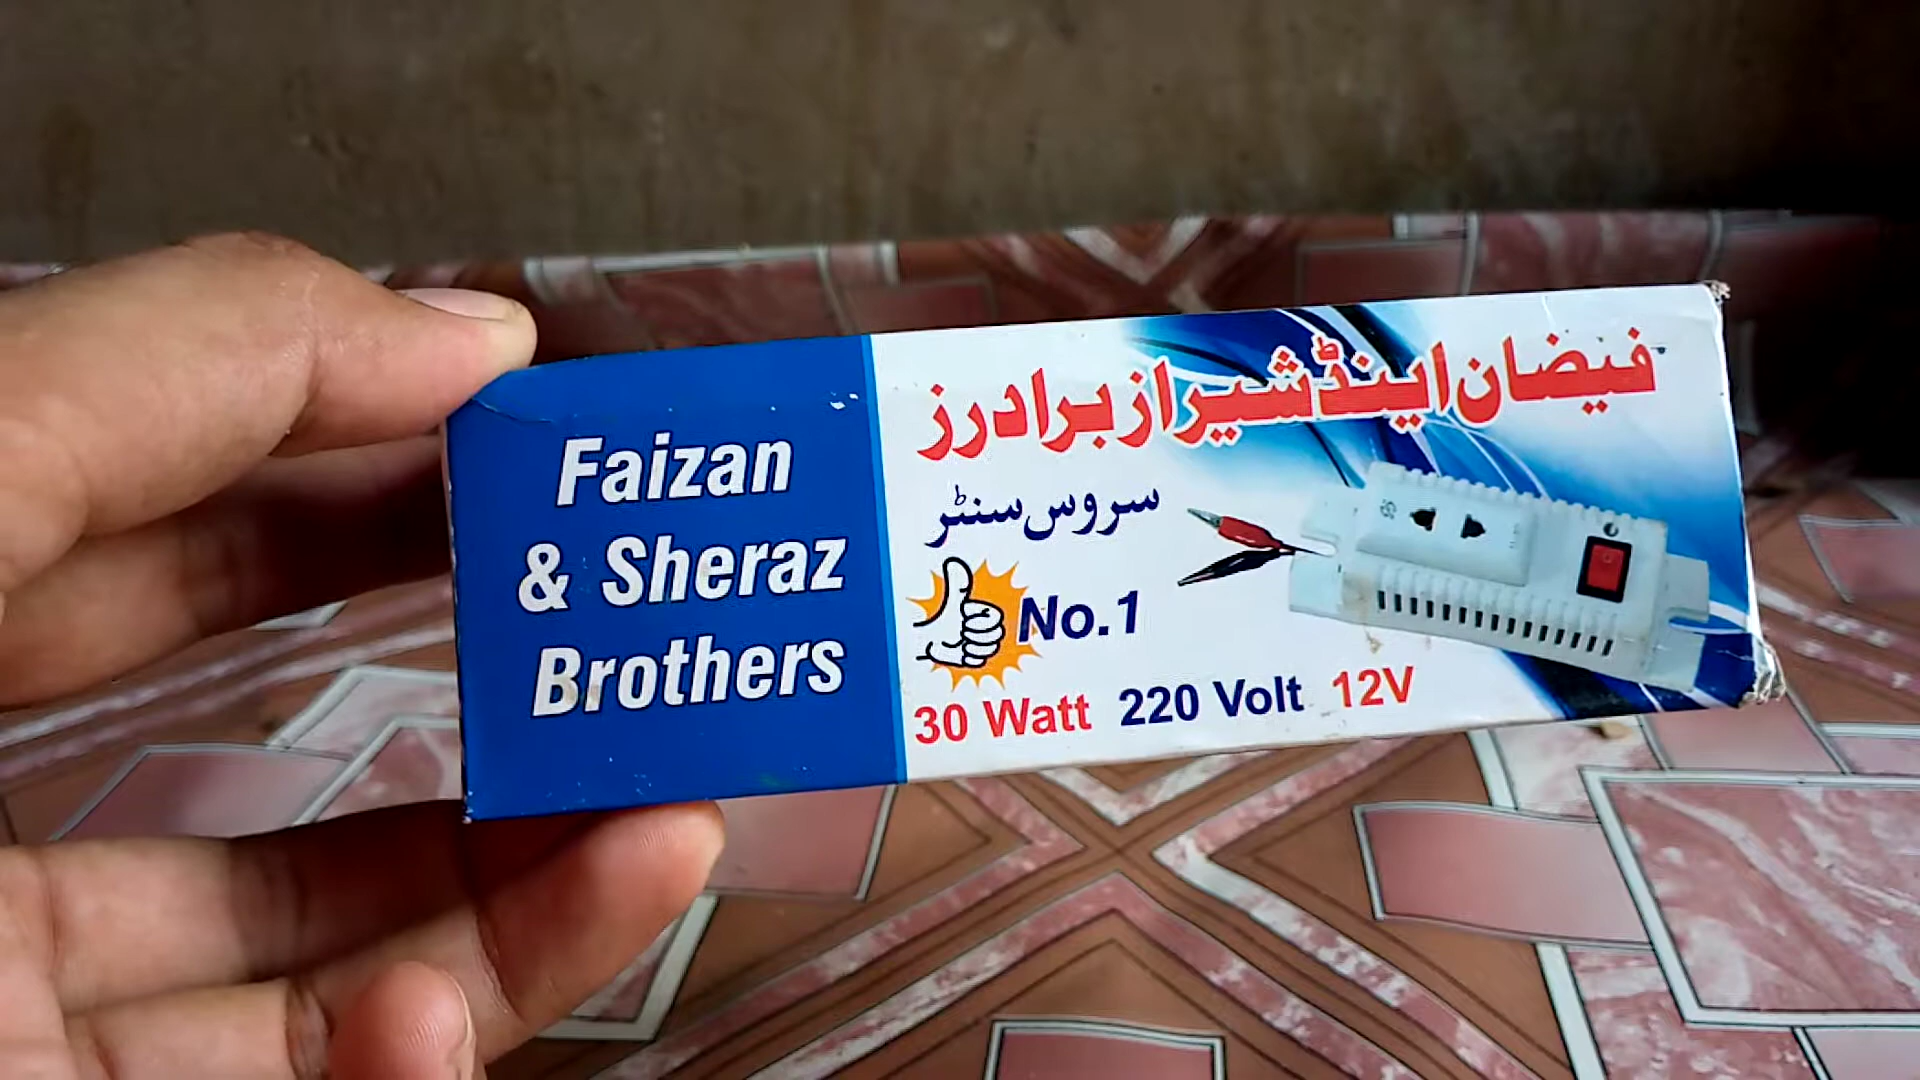 Faizan
& Sheraz
Brothers
فیضان اینڈ شیراز برادرز
سروس سنٹر
No.1
30 Watt 220 Volt 12V